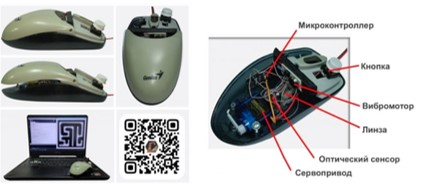 Genius
Микроконтроллер
Кнопка
Вибромотор
Линза
Оптический сенсор
Сервопривод